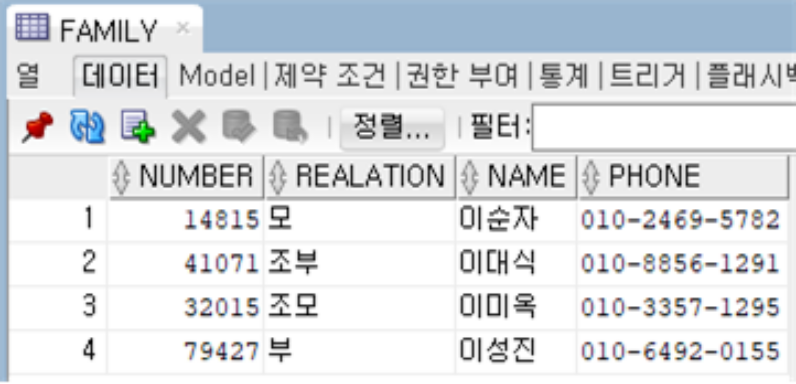 FAMILY ×
열 데이터 Model | 제약 조건 | 권한 부여 | 통계 | 트리거 | 플래시백
정렬... 필터:
NUMBER REALATION NAME PHONE
1 14815 모 이순자 010-2469-5782
2 41071 조부 이대식 010-8856-1291
3 32015 조모 이미옥 010-3357-1295
4 79427 부 이성진 010-6492-0155